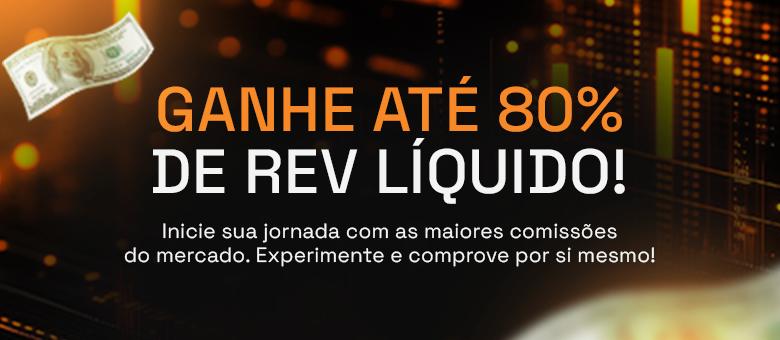 GANHE ATÉ 80%
DE REV LÍQUIDO!
Inicie sua jornada com as maiores comissões
do mercado. Experimente e comprove por si mesmo!